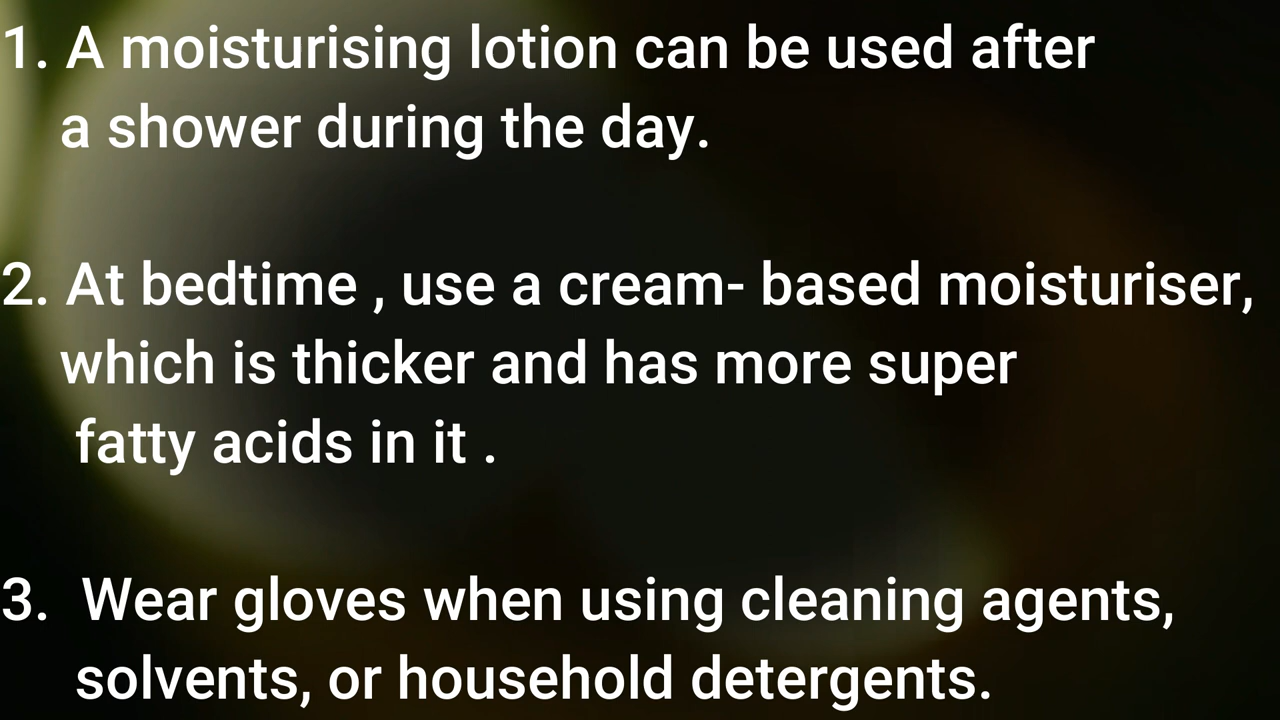 1. A moisturising lotion can be used after
a shower during the day.
2. At bedtime , use a cream- based moisturiser,
which is thicker and has more super
fatty acids in it .
3. Wear gloves when using cleaning agents,
solvents, or household detergents.